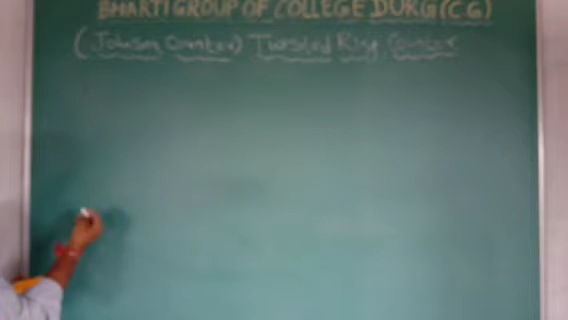 BHARTI GROUP OF COLLEGE DURG (C G)
(Johnson Counter) Twisted Ring Counter